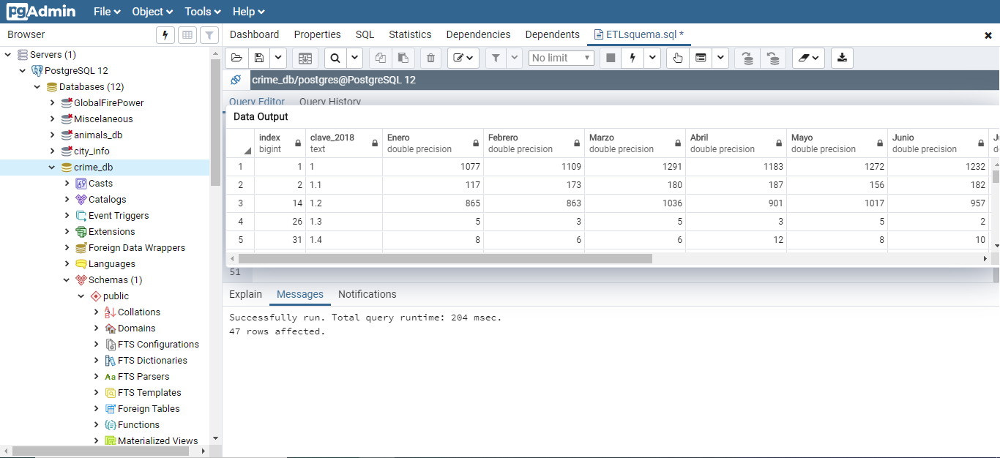 pgAdmin File Object Tools Help
Browser
Dashboard Properties SQL Statistics Dependencies Dependents ETLsquema.sql *
No limit
crime_db/postgres@PostgreSQL 12
Query Editor Query History
Servers (1)
PostgreSQL 12
Databases (12)
GlobalFirePower
Miscelaneous
animals_db
city_info
crime_db
Casts
Catalogs
Event Triggers
Extensions
Foreign Data Wrappers
Languages
Schemas (1)
public
Collations
Domains
FTS Configurations
FTS Dictionaries
FTS Parsers
FTS Templates
Foreign Tables
Functions
Materialized Views
Data Output
index clave_2018 Enero Febrero Marzo Abril Mayo Junio
bigint text double precision double precision double precision double precision double precision double precision
1 1 1 1077 1109 1291 1183 1272 1232
2 2 1.1 117 173 180 187 156 182
3 14 1.2 865 863 1036 901 1017 957
4 26 1.3 5 3 5 3 5 2
5 31 1.4 8 6 6 12 8 10
51
Explain Messages Notifications
Successfully run. Total query runtime: 204 msec.
47 rows affected.